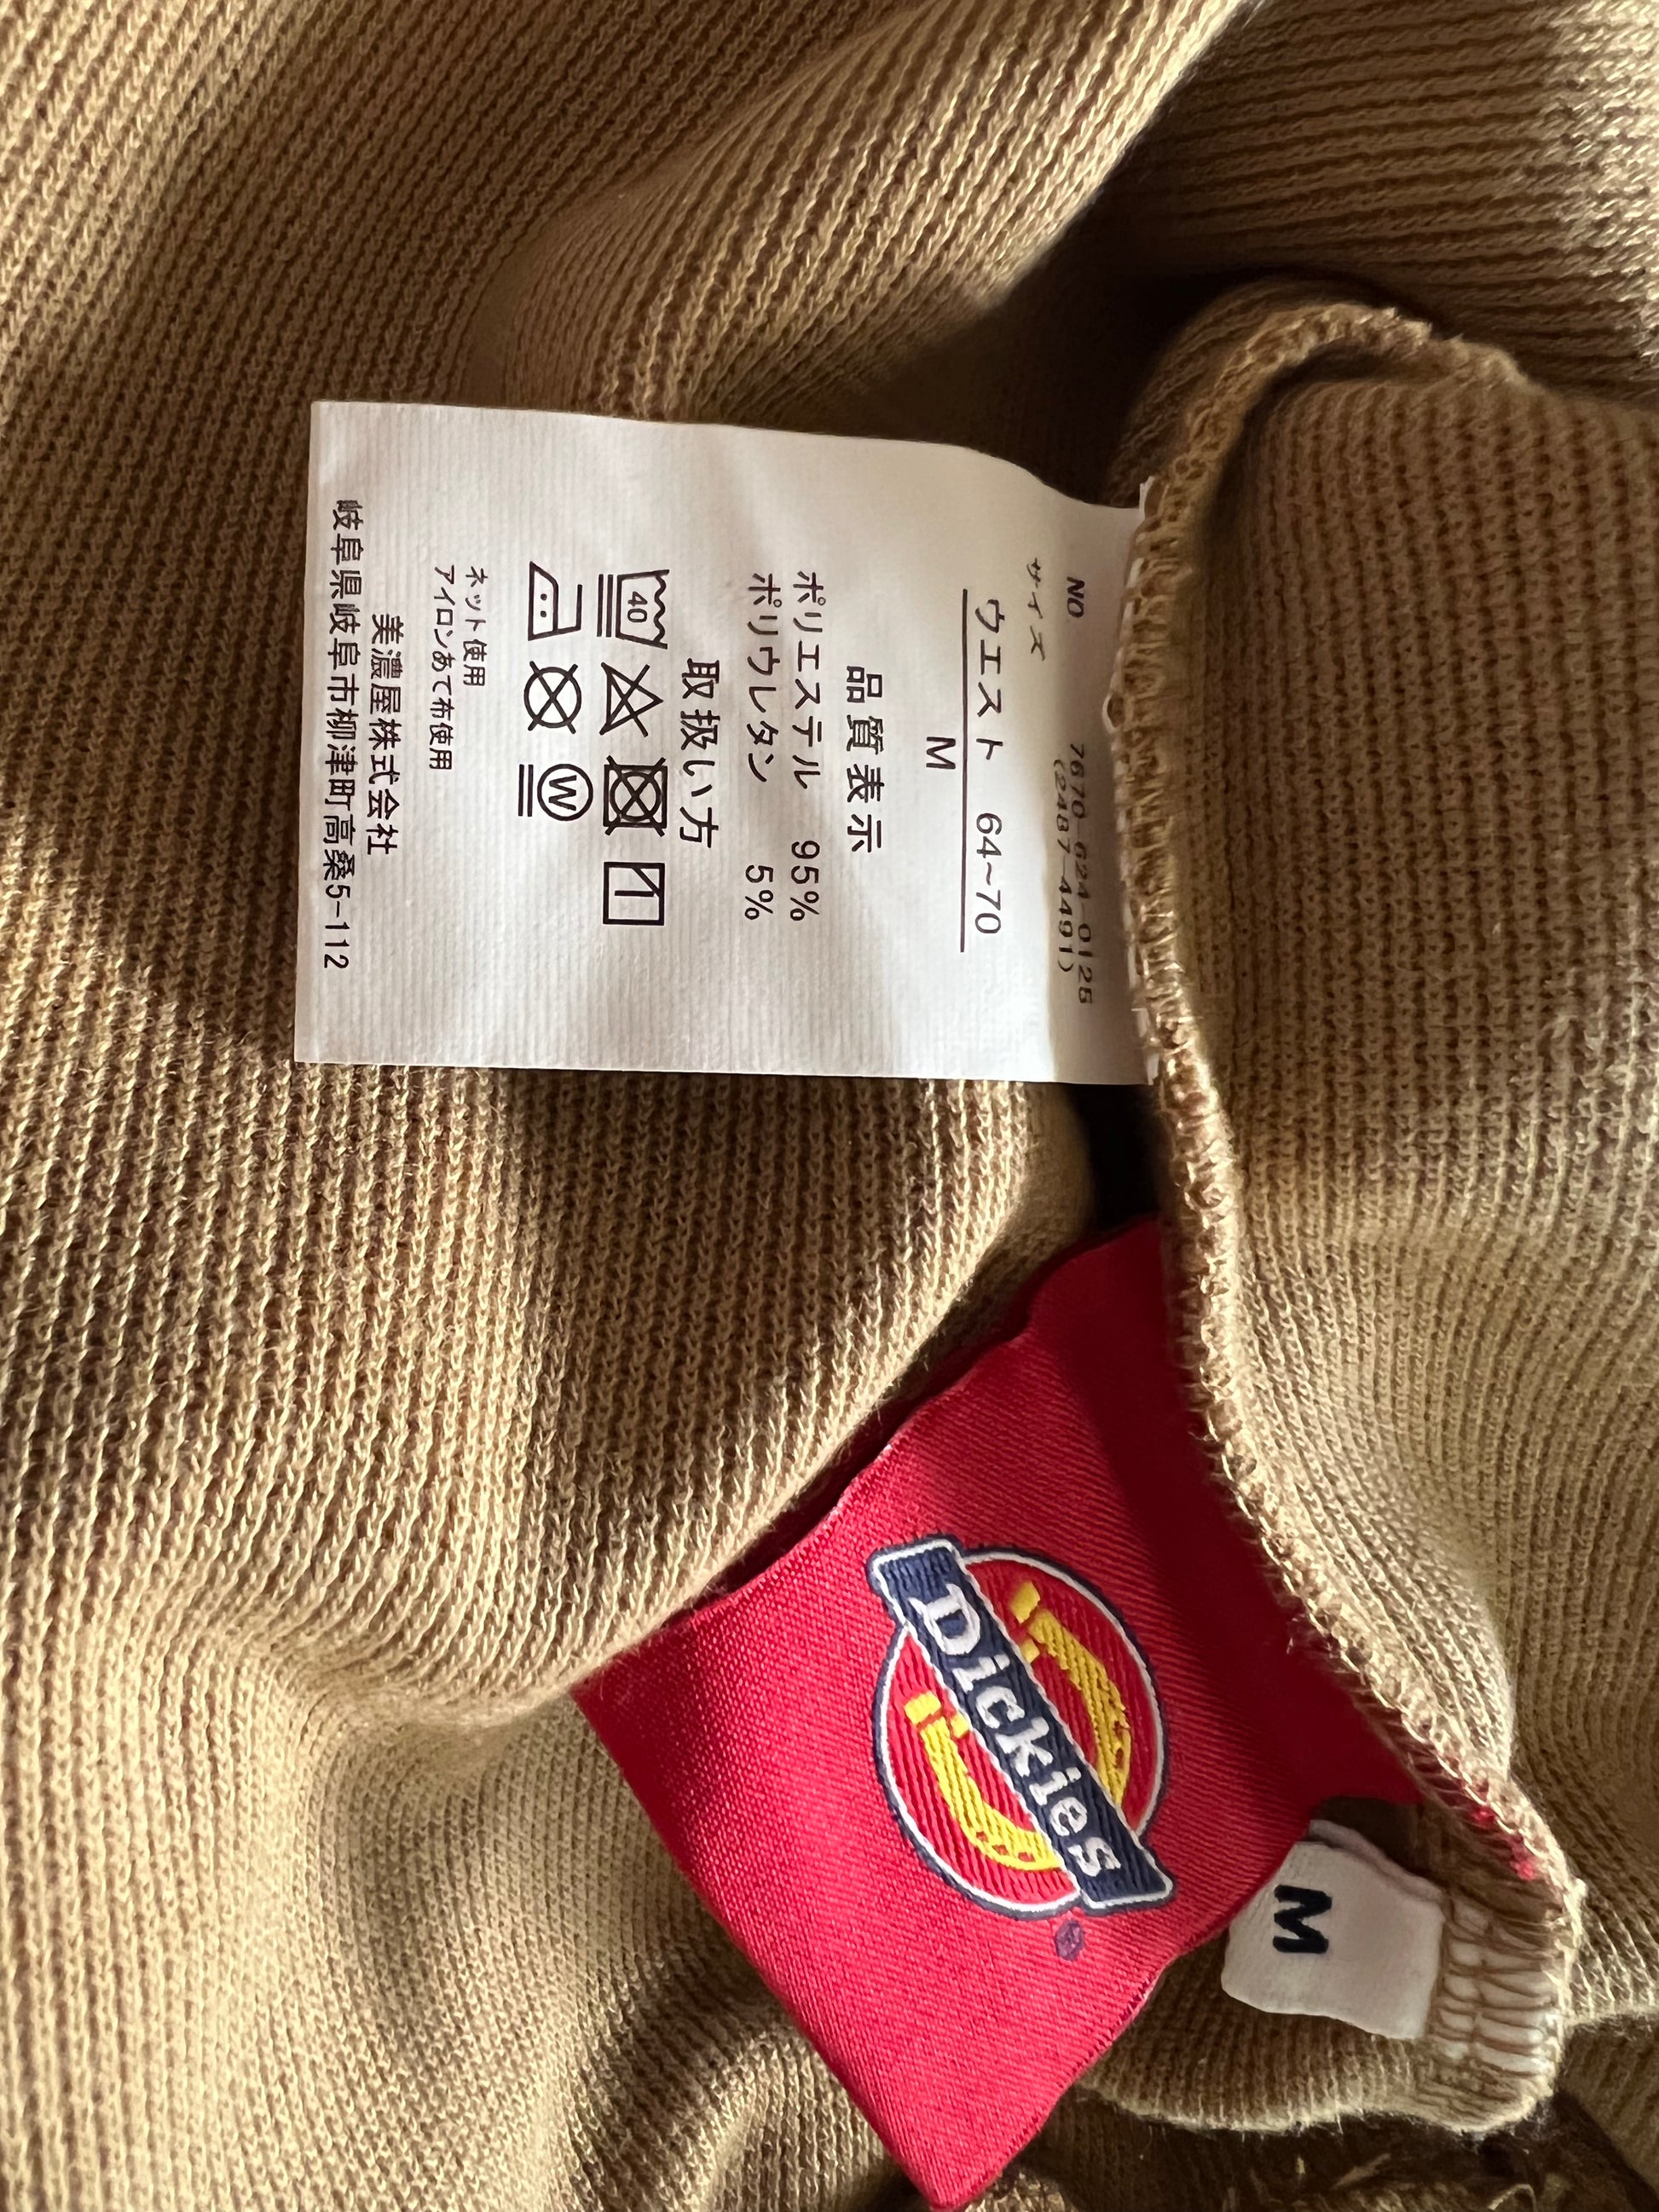 NO 7670 624-0125
(2487-4491)
サイズ
ウエスト 64~70
M
品質表示
ポリエステル 95%
ポリウレタン 5%
取扱い方
40
W
ネット使用
アイロンあて布使用
美濃屋株式会社
岐阜県岐阜市柳津町高桑5-112
Dickies
®
M